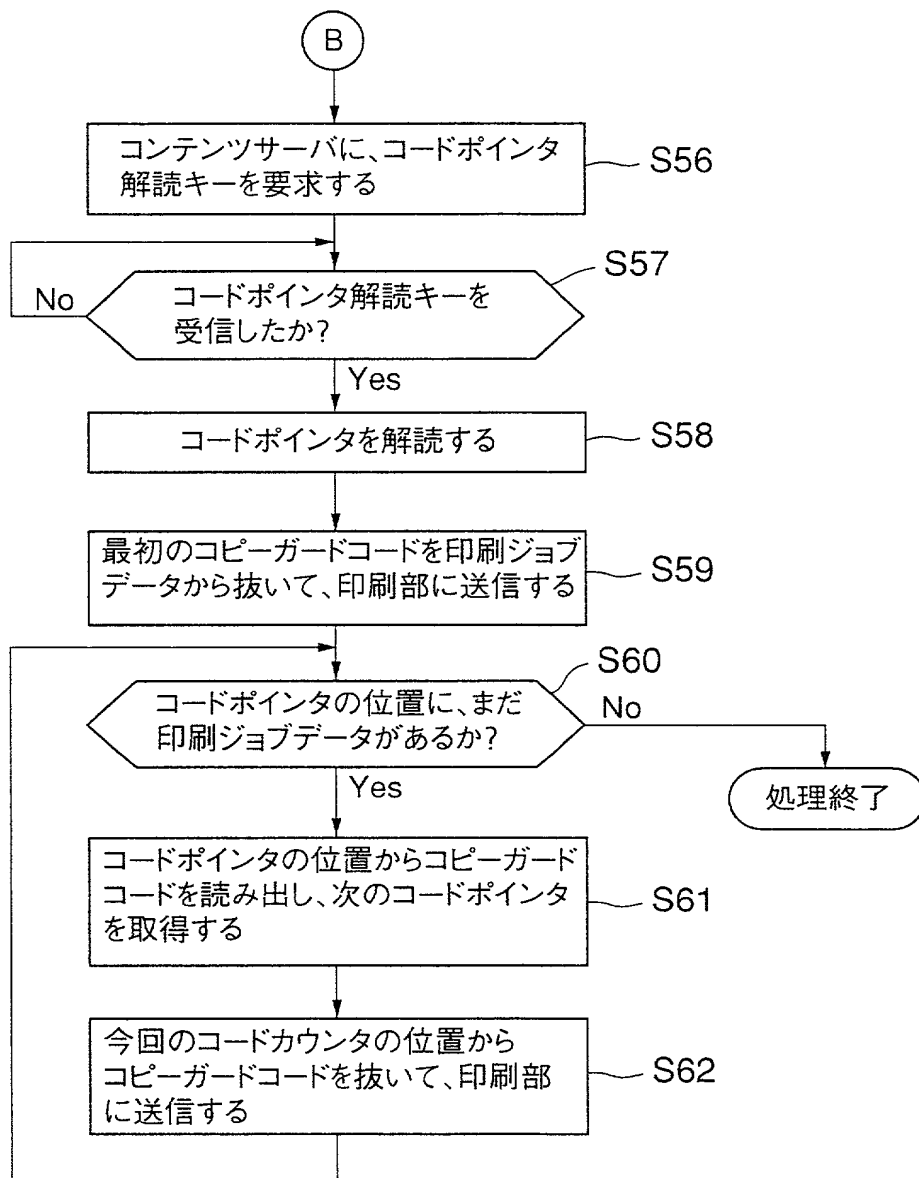 B
コンテンツサーバに、コードポインタ
解読キーを要求する
S56
S57
No
コードポインタ解読キーを
受信したか?
Yes
コードポインタを解読する
S58
最初のコピーガードコードを印刷ジョブ
データから抜いて、印刷部に送信する
S59
S60
コードポインタの位置に、まだ
印刷ジョブデータがあるか?
No
Yes
処理終了
コードポインタの位置からコピーガード
コードを読み出し、次のコードポインタ
を取得する
S61
今回のコードカウンタの位置から
コピーガードコードを抜いて、印刷部
に送信する
S62